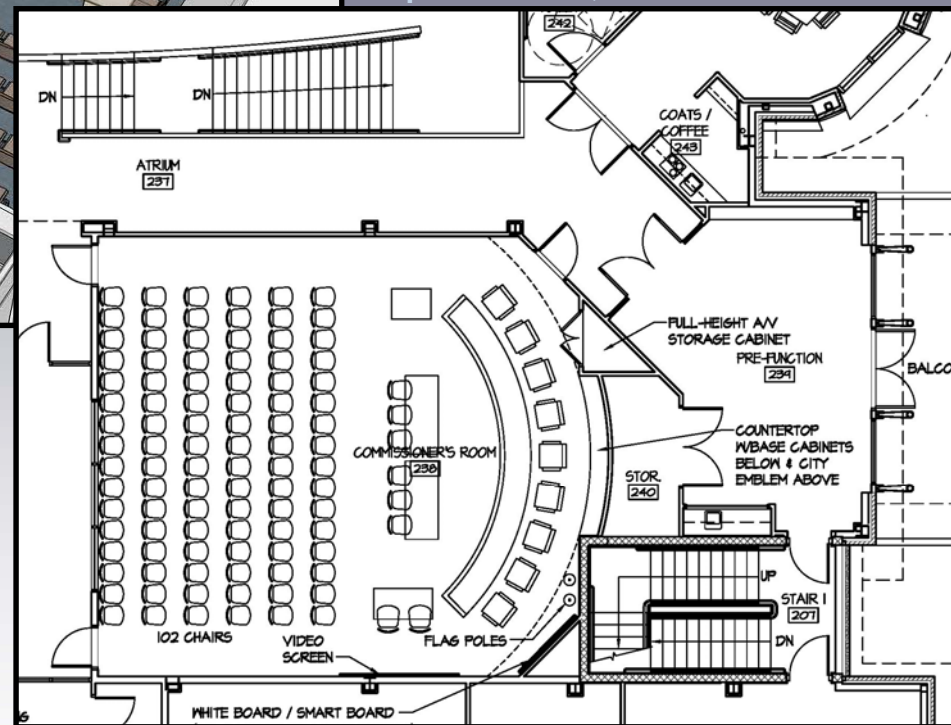 242
DN
DN
COATS /
COFFEE
243
ATRIUM
237
FULL-HEIGHT A/V
STORAGE CABINET
PRE-FUNCTION
239
BALCO
COUNTERTOP
W/BASE CABINETS
BELOW & CITY
EMBLEM ABOVE
COMMISSIONER'S ROOM
238
STOR.
240
UP
STAIR 1
207
DN
102 CHAIRS
VIDEO
SCREEN
FLAG POLES
WHITE BOARD / SMART BOARD